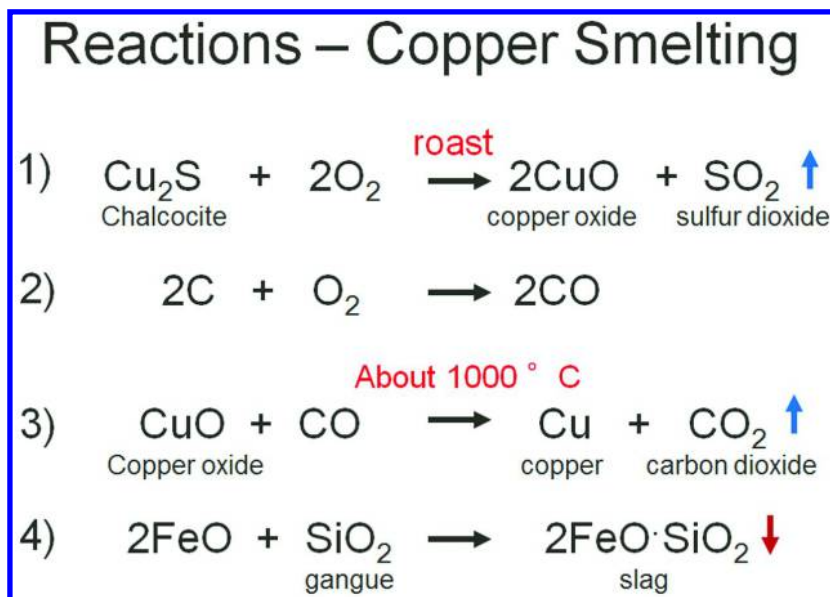 Reactions – Copper Smelting
roast
1) Cu₂S + 2O₂ → 2CuO + SO₂ ↑
Chalcocite copper oxide sulfur dioxide
2) 2C + O₂ → 2CO
About 1000 ° C
3) CuO + CO → Cu + CO₂ ↑
Copper oxide copper carbon dioxide
4) 2FeO + SiO₂ → 2FeO·SiO₂ ↓
gangue slag